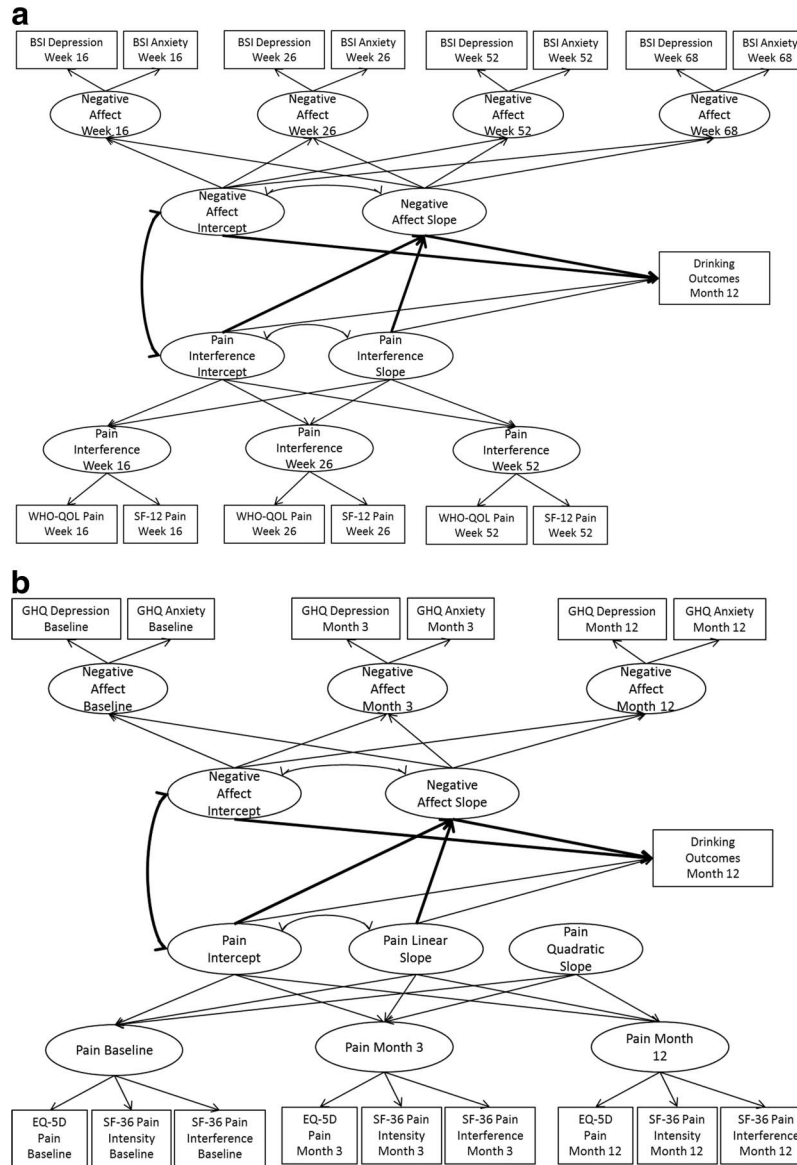 a
BSI Depression
Week 16
BSI Anxiety
Week 16
BSI Depression
Week 26
BSI Anxiety
Week 26
BSI Depression
Week 52
BSI Anxiety
Week 52
BSI Depression
Week 68
BSI Anxiety
Week 68
Negative
Affect
Week 16
Negative
Affect
Week 26
Negative
Affect
Week 52
Negative
Affect
Week 68
Negative
Affect
Intercept
Negative
Affect Slope
Drinking
Outcomes
Month 12
Pain
Interference
Intercept
Pain
Interference
Slope
Pain
Interference
Week 16
Pain
Interference
Week 26
Pain
Interference
Week 52
WHO-QOL Pain
Week 16
SF-12 Pain
Week 16
WHO-QOL Pain
Week 26
SF-12 Pain
Week 26
WHO-QOL Pain
Week 52
SF-12 Pain
Week 52
b
GHQ Depression
Baseline
GHQ Anxiety
Baseline
GHQ Depression
Month 3
GHQ Anxiety
Month 3
GHQ Depression
Month 12
GHQ Anxiety
Month 12
Negative
Affect
Baseline
Negative
Affect
Month 3
Negative
Affect
Month 12
Negative
Affect
Intercept
Negative
Affect Slope
Drinking
Outcomes
Month 12
Pain
Intercept
Pain Linear
Slope
Pain
Quadratic
Slope
Pain Baseline
Pain Month 3
Pain Month
12
EQ-5D
Pain
Baseline
SF-36 Pain
Intensity
Baseline
SF-36 Pain
Interference
Baseline
EQ-5D
Pain
Month 3
SF-36 Pain
Intensity
Month 3
SF-36 Pain
Interference
Month 3
EQ-5D
Pain
Month 12
SF-36 Pain
Intensity
Month 12
SF-36 Pain
Interference
Month 12